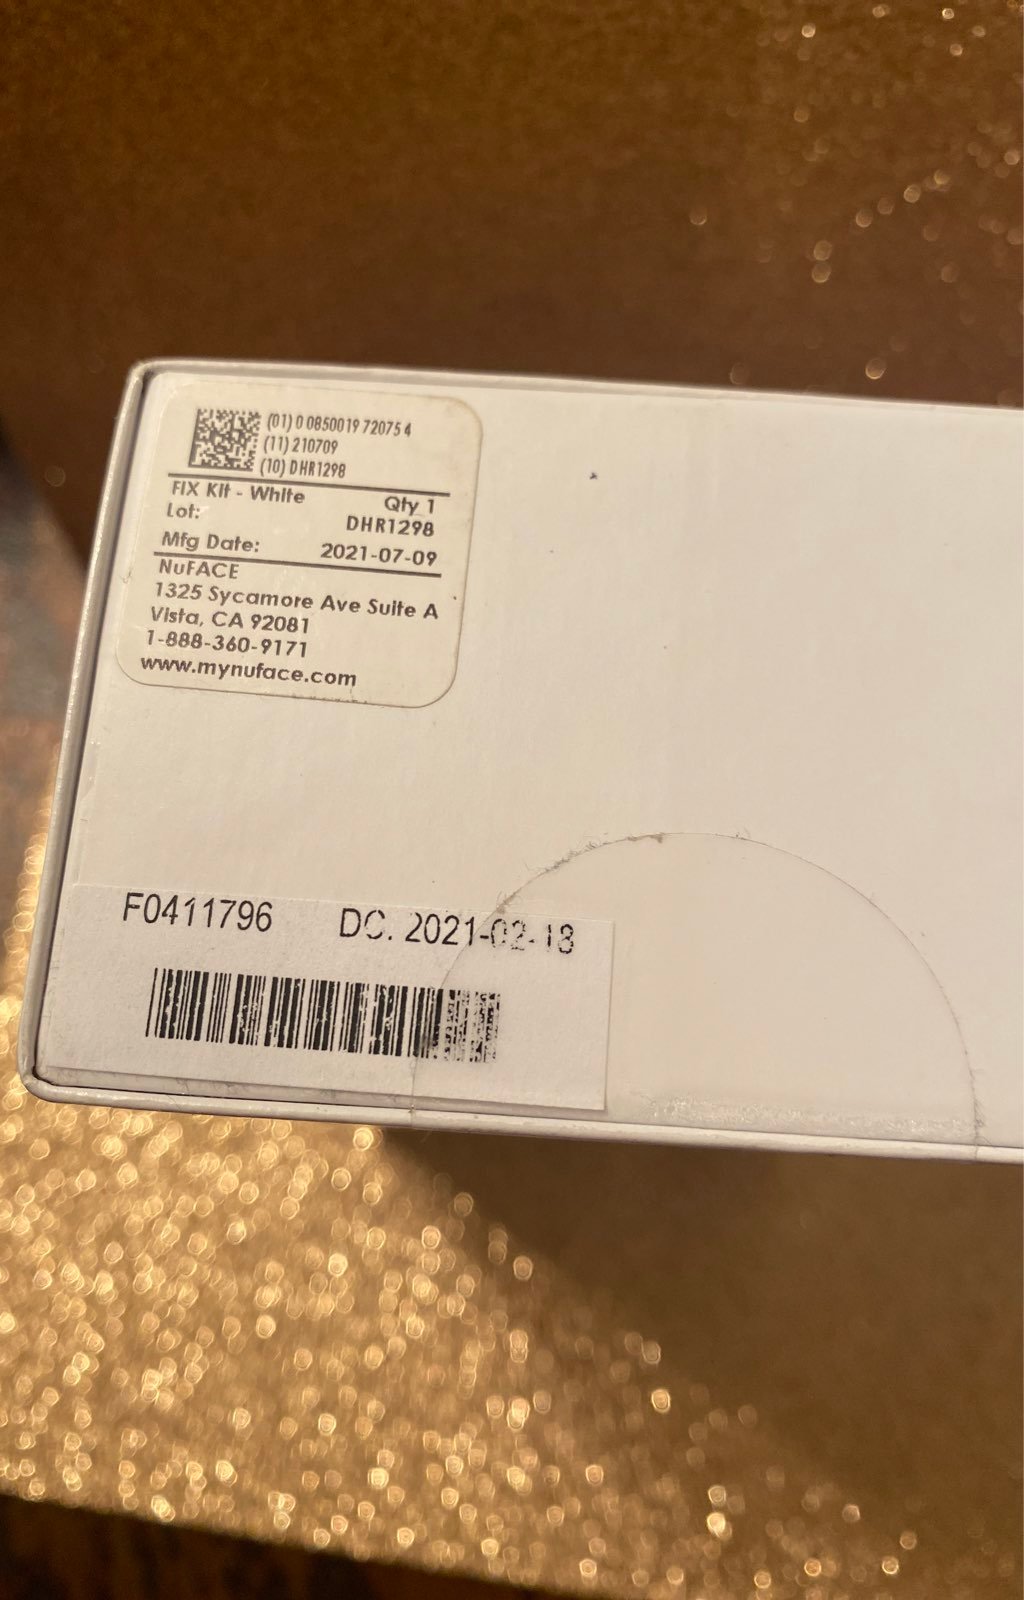 (01) 0 0850019 72075 4
(11) 210709
(10) DHR1298
FIX Kit - White Qty 1
Lot: DHR1298
Mfg Date: 2021-07-09
NuFACE
1325 Sycamore Ave Suite A
Vista, CA 92081
1-888-360-9171
www.mynuface.com
F0411796 DC. 2021-02-18